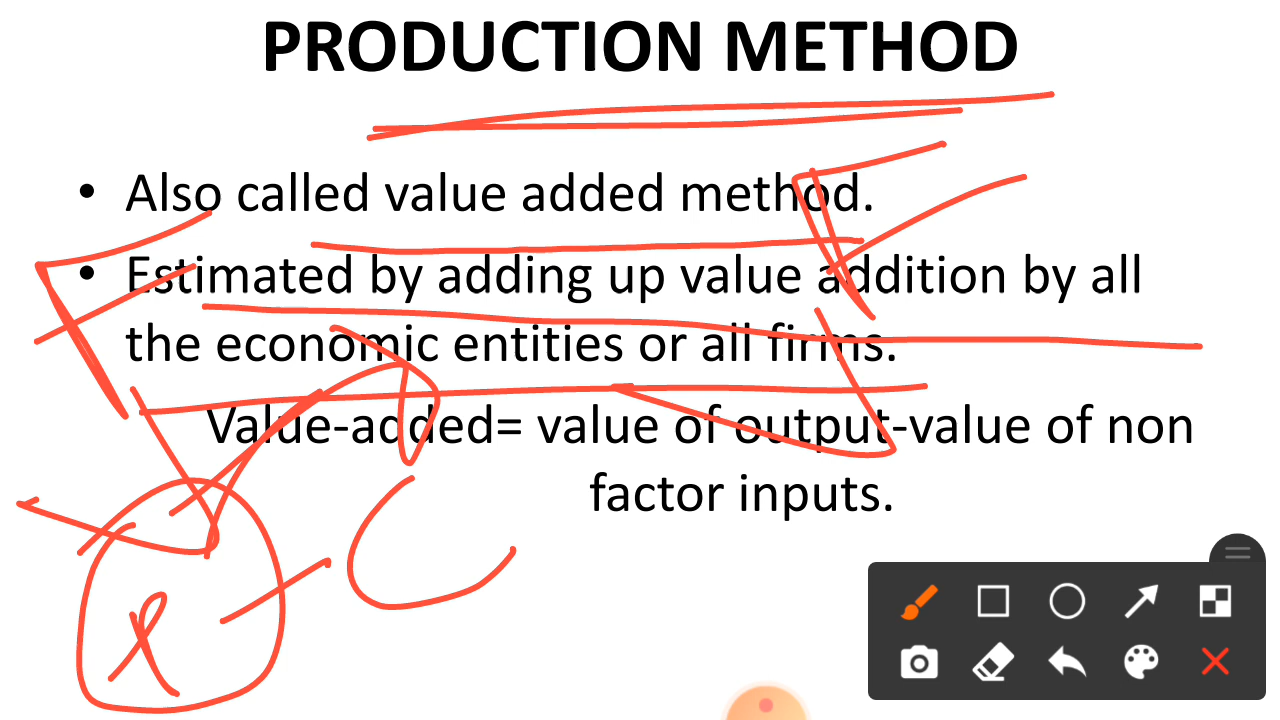 PRODUCTION METHOD
• Also called value added method.
• Estimated by adding up value addition by all
the economic entities or all firms.
Value-added= value of output-value of non
factor inputs.